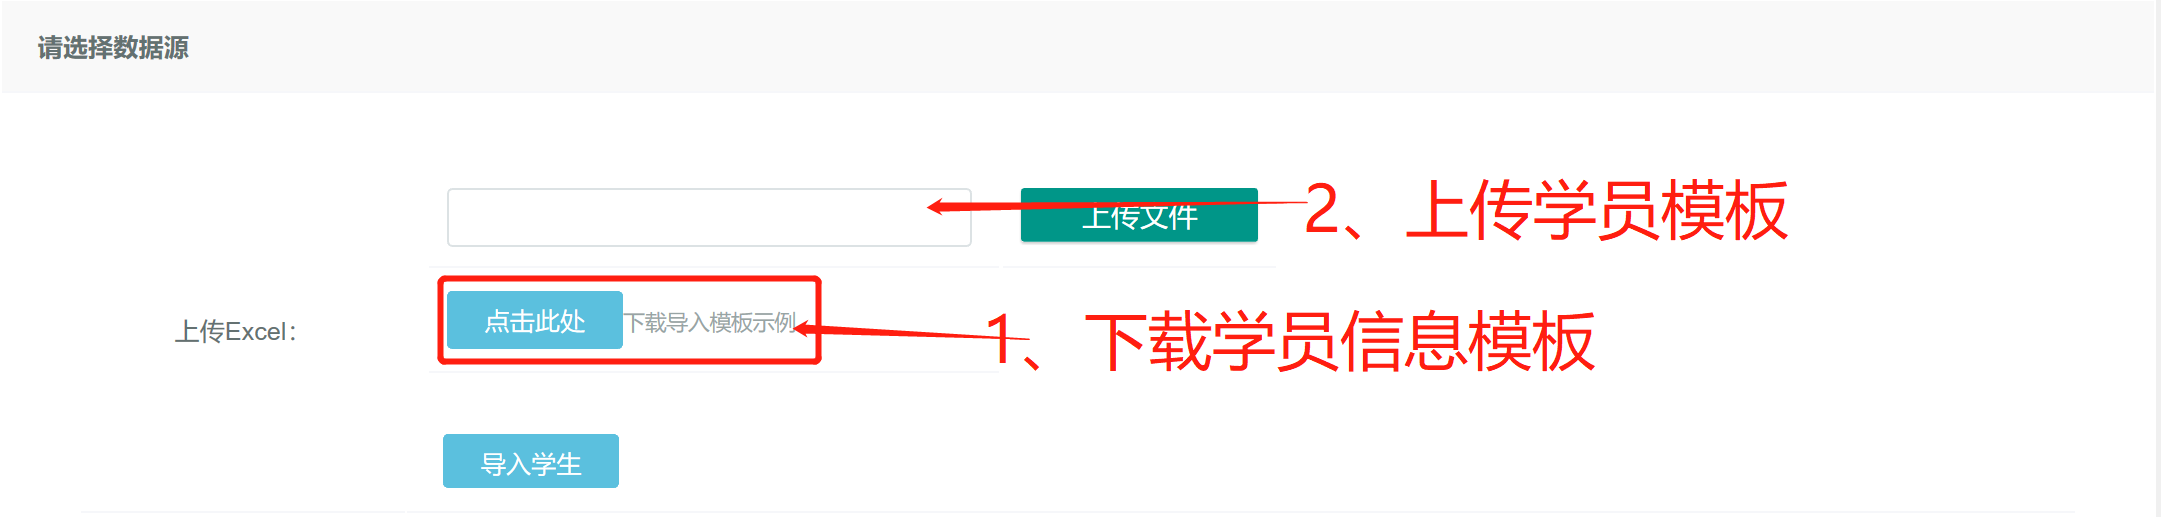 请选择数据源
上传文件
2、上传学员模板
上传Excel：
点击此处
下载导入模板示例
1、下载学员信息模板
导入学生